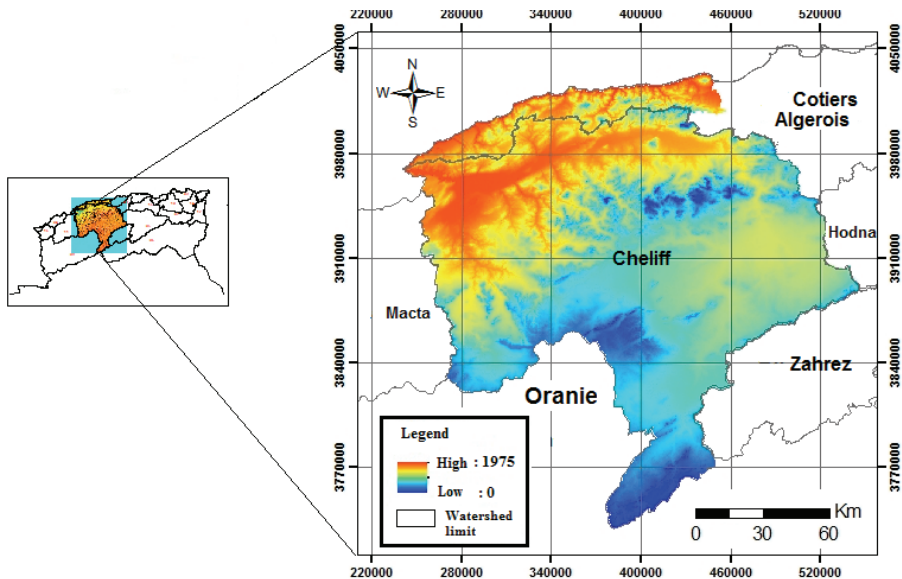 220000 280000 340000 400000 460000 520000
4050000 4050000
3980000 3980000
3910000 3910000
3840000 3840000
3770000 3770000
N
W E
S
Cotiers
Algerois
Hodna
Cheliff
Macta
Zahrez
Oranie
Legend
High : 1975
Low : 0
Watershed
limit
Km
0 30 60
220000 280000 340000 400000 460000 520000